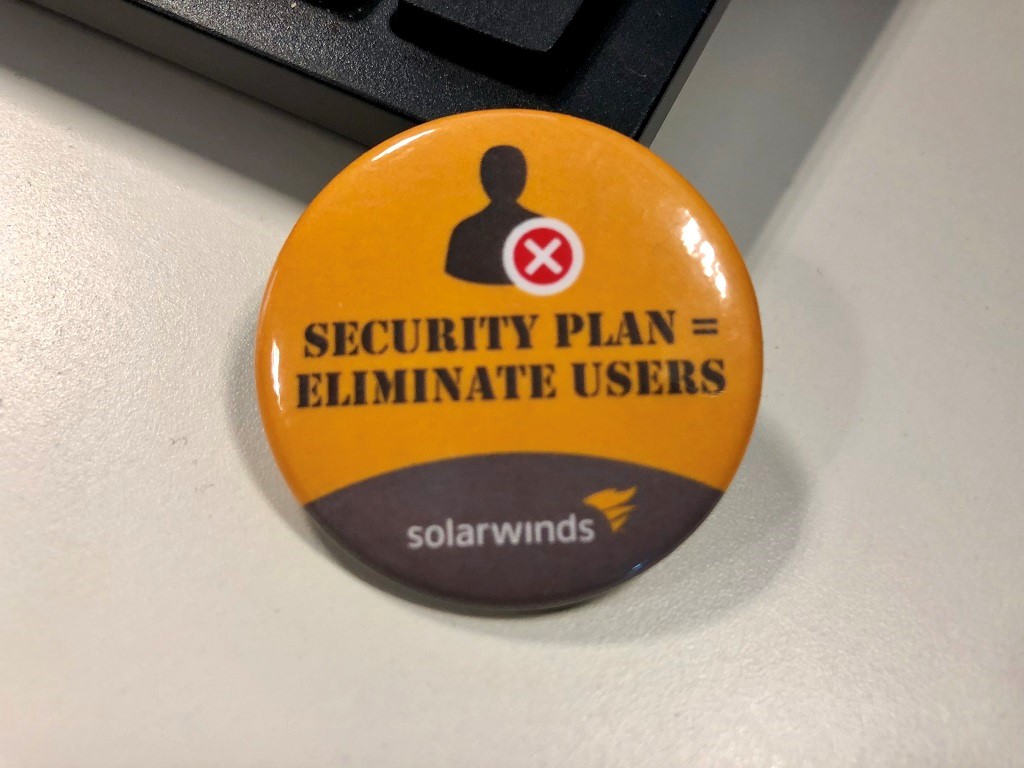 SECURITY PLAN =
ELIMINATE USERS
solarwinds